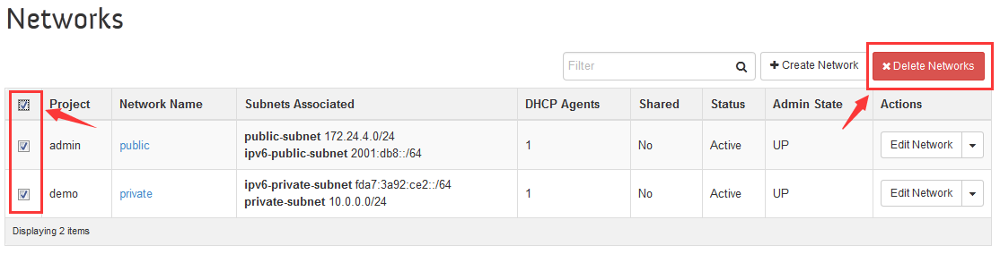 Networks
Filter
Create Network
Delete Networks
Project Network Name Subnets Associated DHCP Agents Shared Status Admin State Actions
admin public public-subnet 172.24.4.0/24 1 No Active UP Edit Network
ipv6-public-subnet 2001:db8::/64
demo private ipv6-private-subnet fda7:3a92:ce2::/64 1 No Active UP Edit Network
private-subnet 10.0.0.0/24
Displaying 2 items